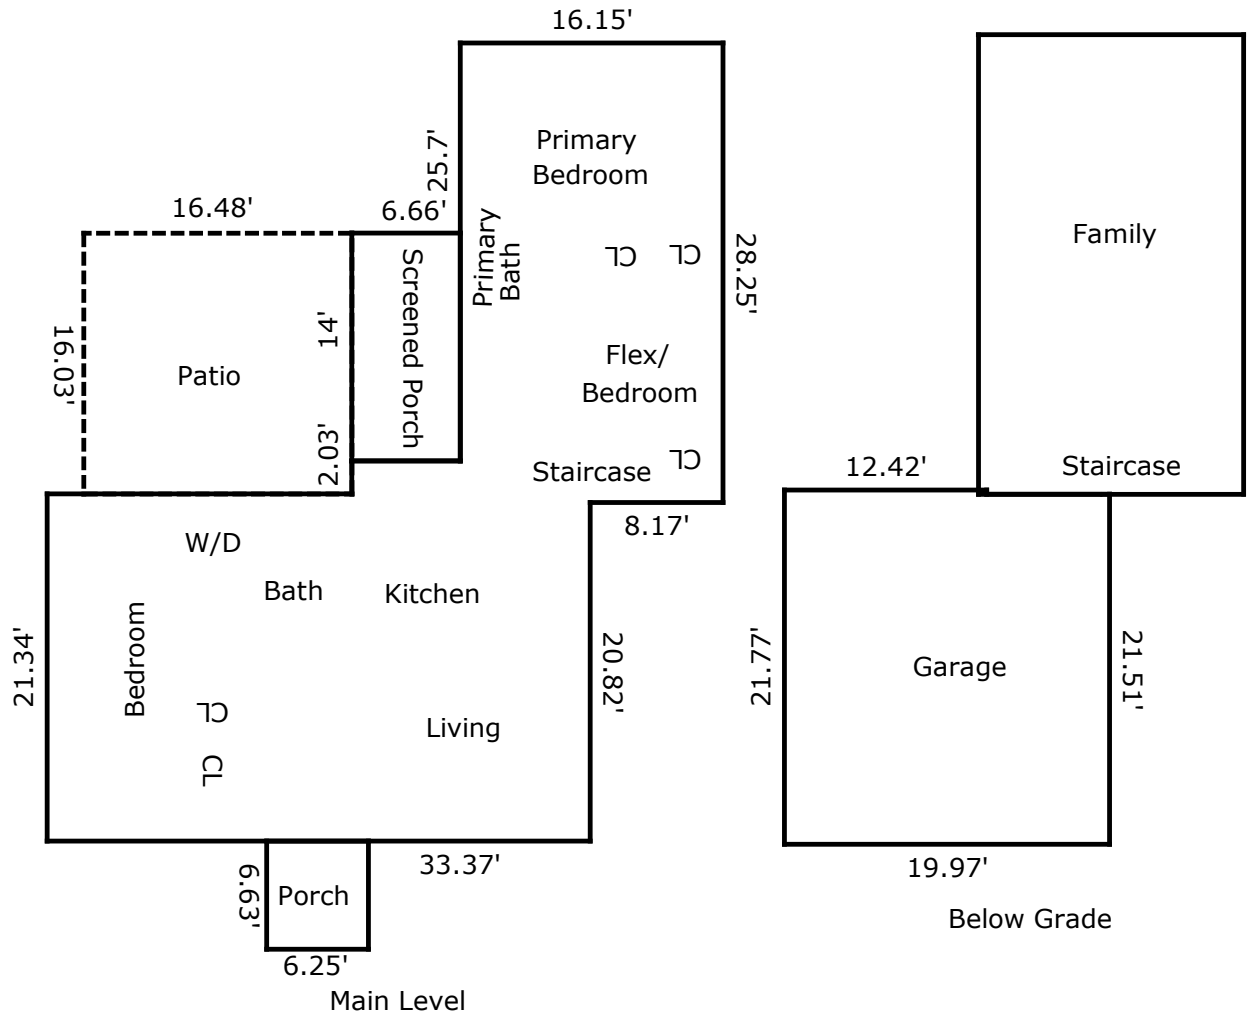 16.15'
25.7'
Primary
Bedroom
16.48'
6.66'
Primary
Bath
CL
CL
28.25'
Family
Screened Porch
14'
16.03'
Patio
Flex/
Bedroom
2.03'
Staircase
CL
12.42'
Staircase
8.17'
W/D
Bath
Kitchen
21.34'
Bedroom
20.82'
21.77'
Garage
21.51'
CL
Living
CL
33.37'
19.97'
6.63'
Porch
Below Grade
6.25'
Main Level